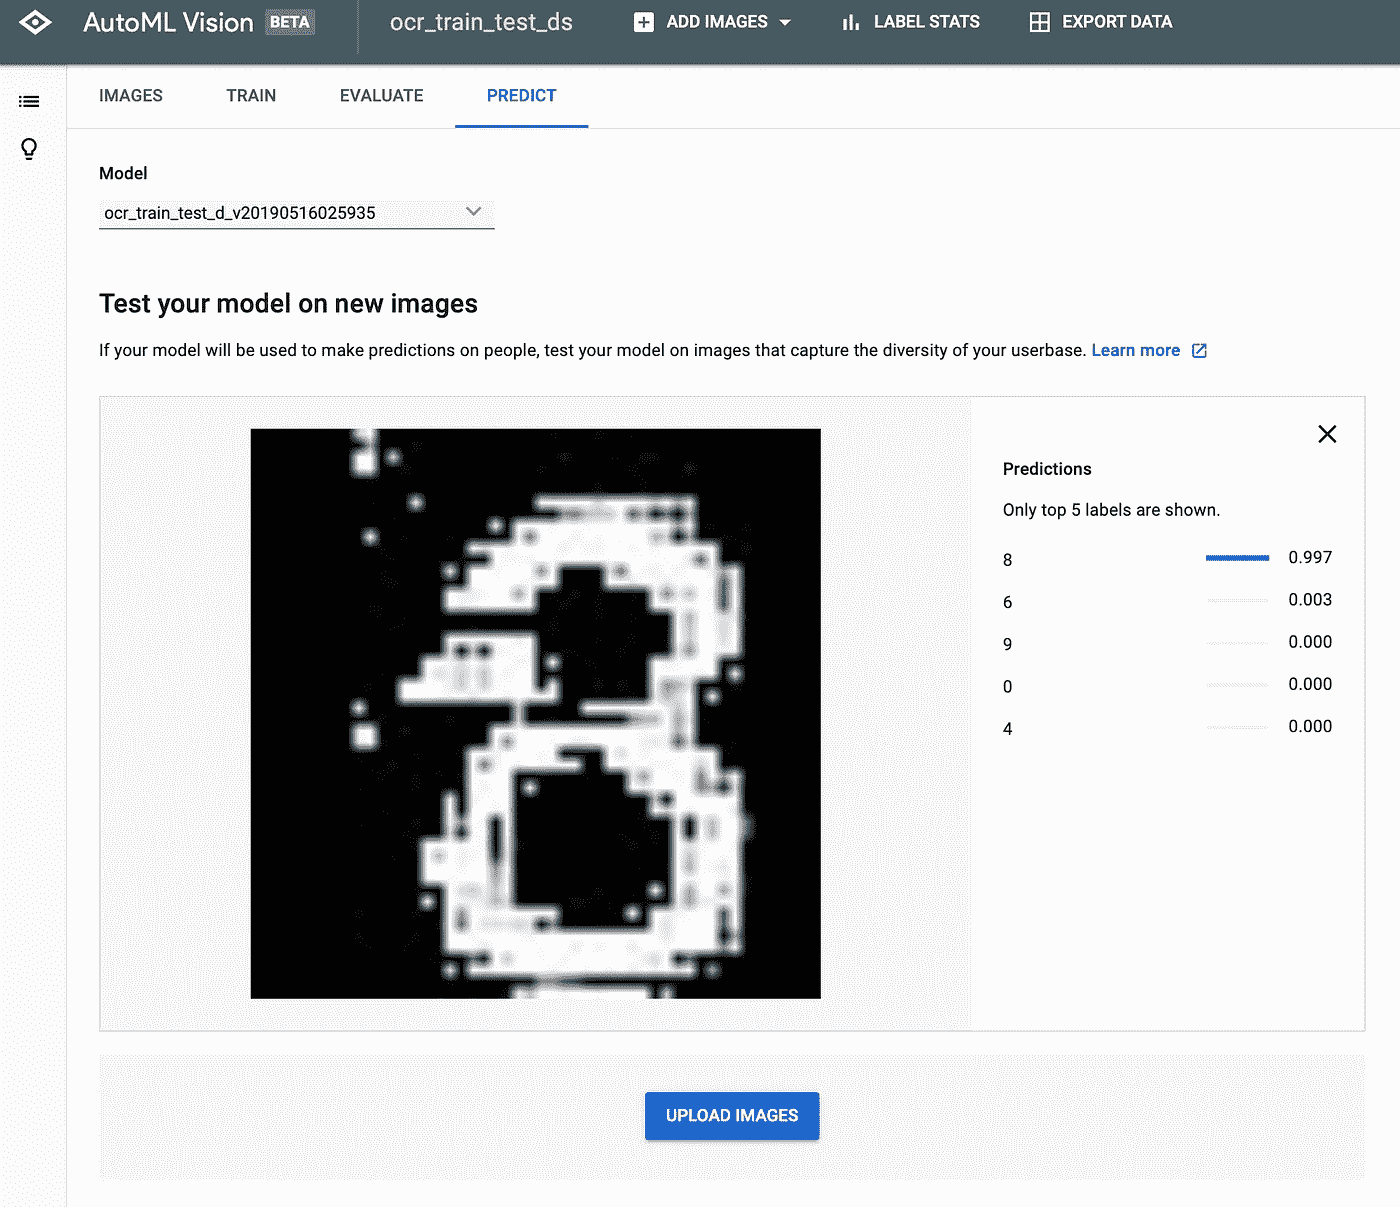 AutoML Vision BETA ocr_train_test_ds ADD IMAGES LABEL STATS EXPORT DATA
IMAGES TRAIN EVALUATE PREDICT
Model
ocr_train_test_d_v20190516025935
Test your model on new images
If your model will be used to make predictions on people, test your model on images that capture the diversity of your userbase. Learn more
8
Predictions
Only top 5 labels are shown.
8 0.997
6 0.003
9 0.000
0 0.000
4 0.000
UPLOAD IMAGES